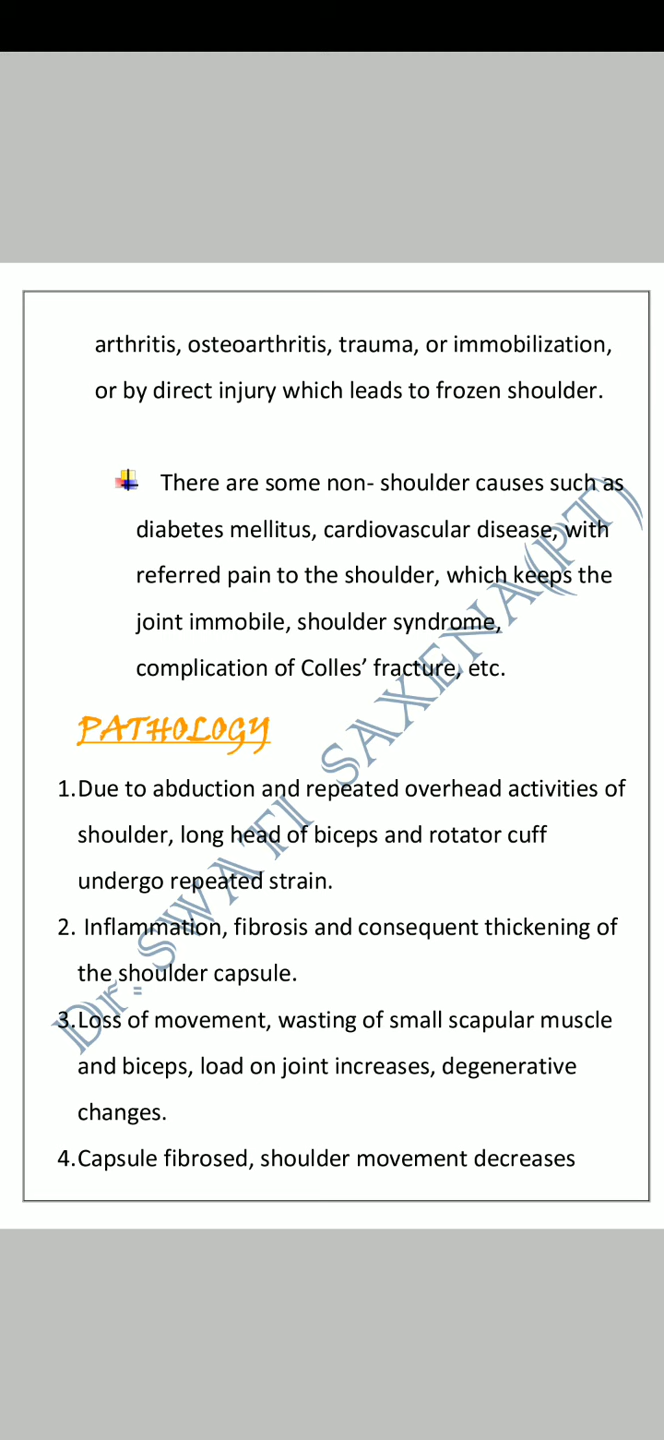 arthritis, osteoarthritis, trauma, or immobilization,
or by direct injury which leads to frozen shoulder.
There are some non- shoulder causes such as
diabetes mellitus, cardiovascular disease, with
referred pain to the shoulder, which keeps the
joint immobile, shoulder syndrome,
complication of Colles’ fracture, etc.
PATHOLOGY
1.Due to abduction and repeated overhead activities of
shoulder, long head of biceps and rotator cuff
undergo repeated strain.
2. Inflammation, fibrosis and consequent thickening of
the shoulder capsule.
3.Loss of movement, wasting of small scapular muscle
and biceps, load on joint increases, degenerative
changes.
4.Capsule fibrosed, shoulder movement decreases
Dr. SWATI SAXENA(PT)